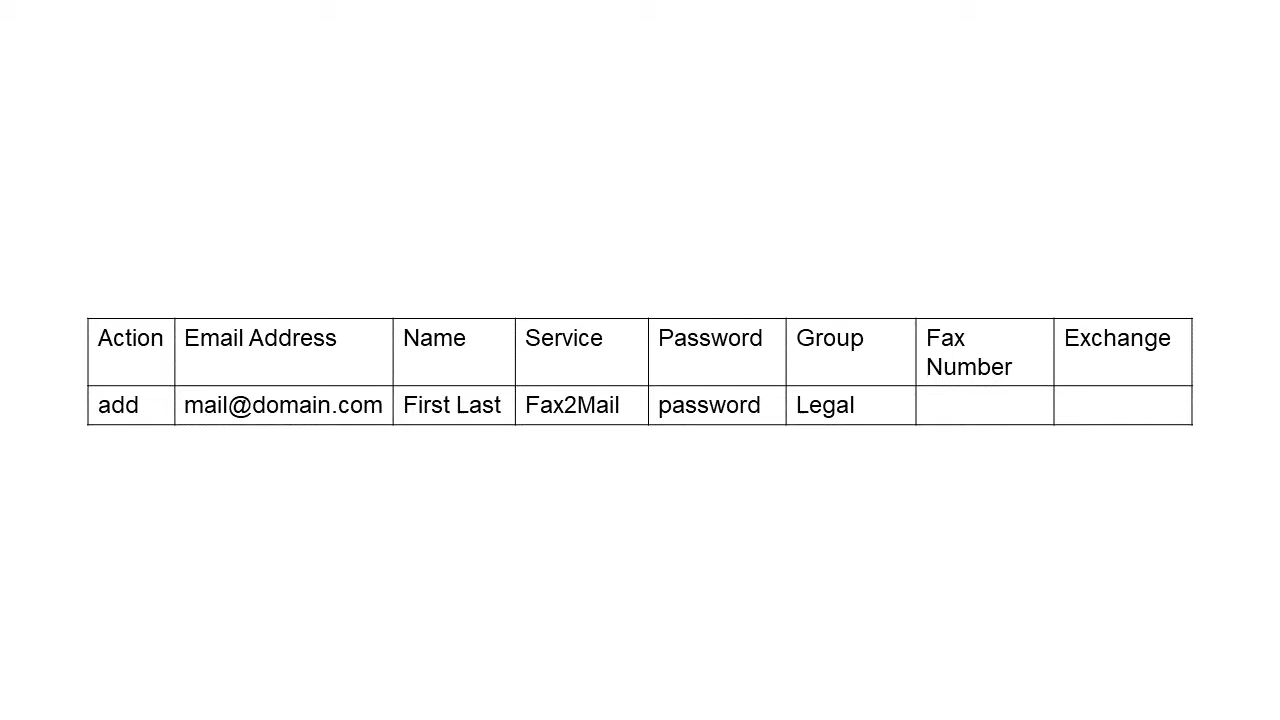 Action Email Address Name Service Password Group Fax Number Exchange
add mail@domain.com First Last Fax2Mail password Legal